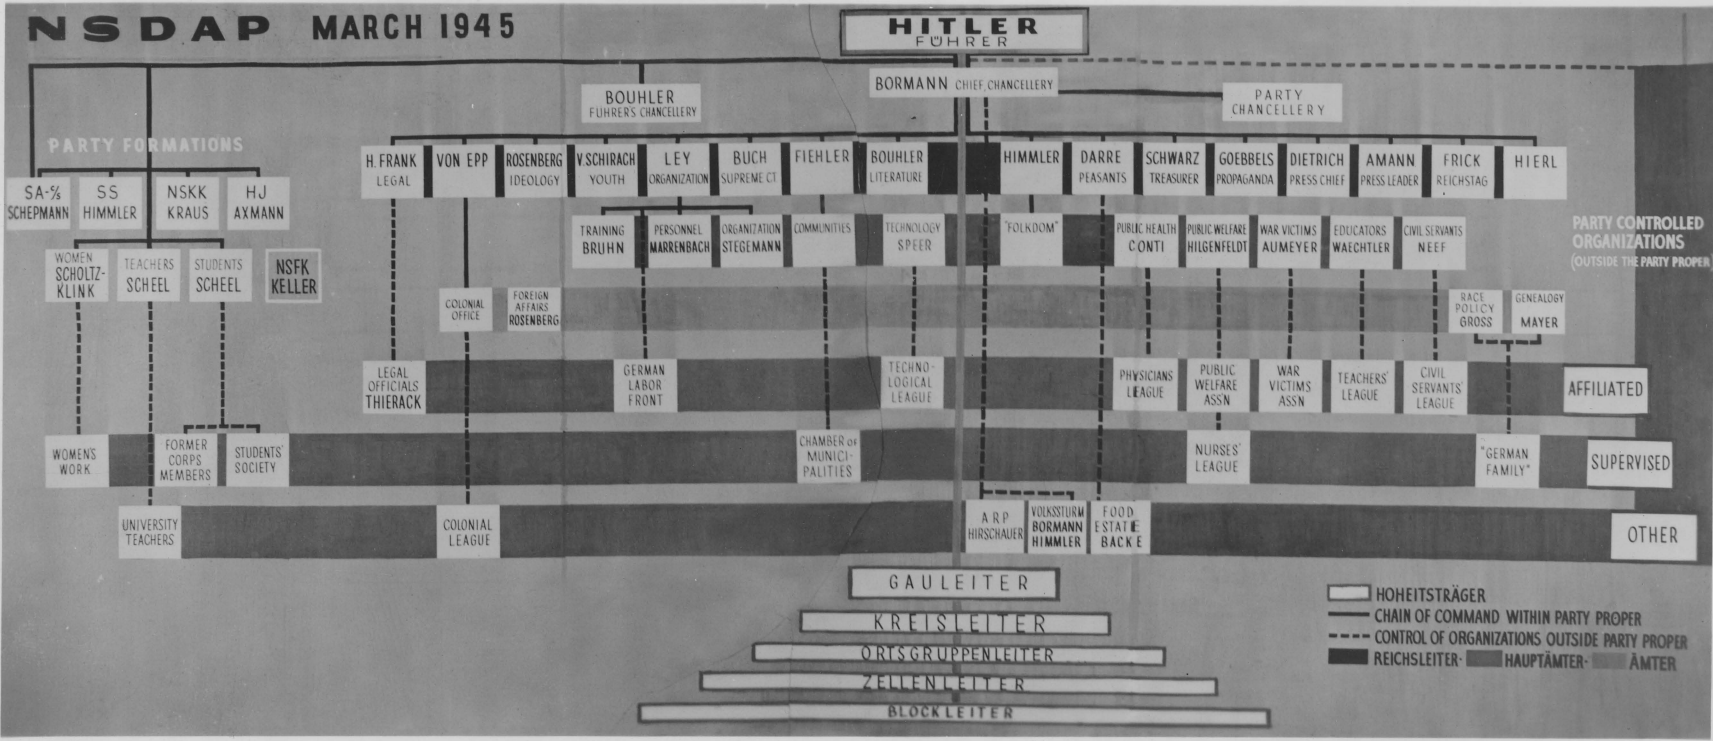 NSDAP MARCH 1945
HITLER
FÜHRER
BORMANN CHIEF, CHANCELLERY
BOUHLER
FÜHRER'S CHANCELLERY
PARTY
CHANCELLERY
PARTY FORMATIONS
SA-
SCHEPMANN
SS
HIMMLER
NSKK
KRAUS
HJ
AXMANN
WOMEN
SCHOLTZ-
KLINK
TEACHERS
SCHEEL
STUDENTS
SCHEEL
NSFK
KELLER
H. FRANK
LEGAL
VON EPP
ROSENBERG
IDEOLOGY
V.SCHIRACH
YOUTH
LEY
ORGANIZATION
BUCH
SUPREME CT.
FIEHLER
BOUHLER
LITERATURE
HIMMLER
DARRE
PEASANTS
SCHWARZ
TREASURER
GOEBBELS
PROPAGANDA
DIETRICH
PRESS CHIEF
AMANN
PRESS LEADER
FRICK
REICHSTAG
HIERL
TRAINING
BRUHN
PERSONNEL
MARRENBACH
ORGANIZATION
STEGEMANN
COMMUNITIES
TECHNOLOGY
SPEER
"FOLKDOM"
PUBLIC HEALTH
CONTI
PUBLIC WELFARE
HILGENFELDT
WAR VICTIMS
AUMEYER
EDUCATORS
WAECHTLER
CIVIL SERVANTS
NEEF
PARTY CONTROLLED
ORGANIZATIONS
(OUTSIDE THE PARTY PROPER)
COLONIAL
OFFICE
FOREIGN
AFFAIRS
ROSENBERG
RACE
POLICY
GROSS
GENEALOGY
MAYER
LEGAL
OFFICIALS
THIERACK
GERMAN
LABOR
FRONT
TECHNO-
LOGICAL
LEAGUE
PHYSICIANS
LEAGUE
PUBLIC
WELFARE
ASS'N
WAR
VICTIMS
ASS'N
TEACHERS'
LEAGUE
CIVIL
SERVANTS'
LEAGUE
AFFILIATED
WOMEN'S
WORK
FORMER
CORPS
MEMBERS
STUDENTS'
SOCIETY
CHAMBER OF
MUNICI-
PALITIES
NURSES'
LEAGUE
"GERMAN
FAMILY"
SUPERVISED
UNIVERSITY
TEACHERS
COLONIAL
LEAGUE
ARP
HIRSCHAUER
VOLKSSTURM
BORMANN
HIMMLER
FOOD
ESTATE
BACKE
OTHER
GAULEITER
KREISLEITER
ORTSGRUPPENLEITER
ZELLENLEITER
BLOCKLEITER
HOHEITSTRÄGER
CHAIN OF COMMAND WITHIN PARTY PROPER
CONTROL OF ORGANIZATIONS OUTSIDE PARTY PROPER
REICHSLEITER- HAUPTÄMTER- ÄMTER